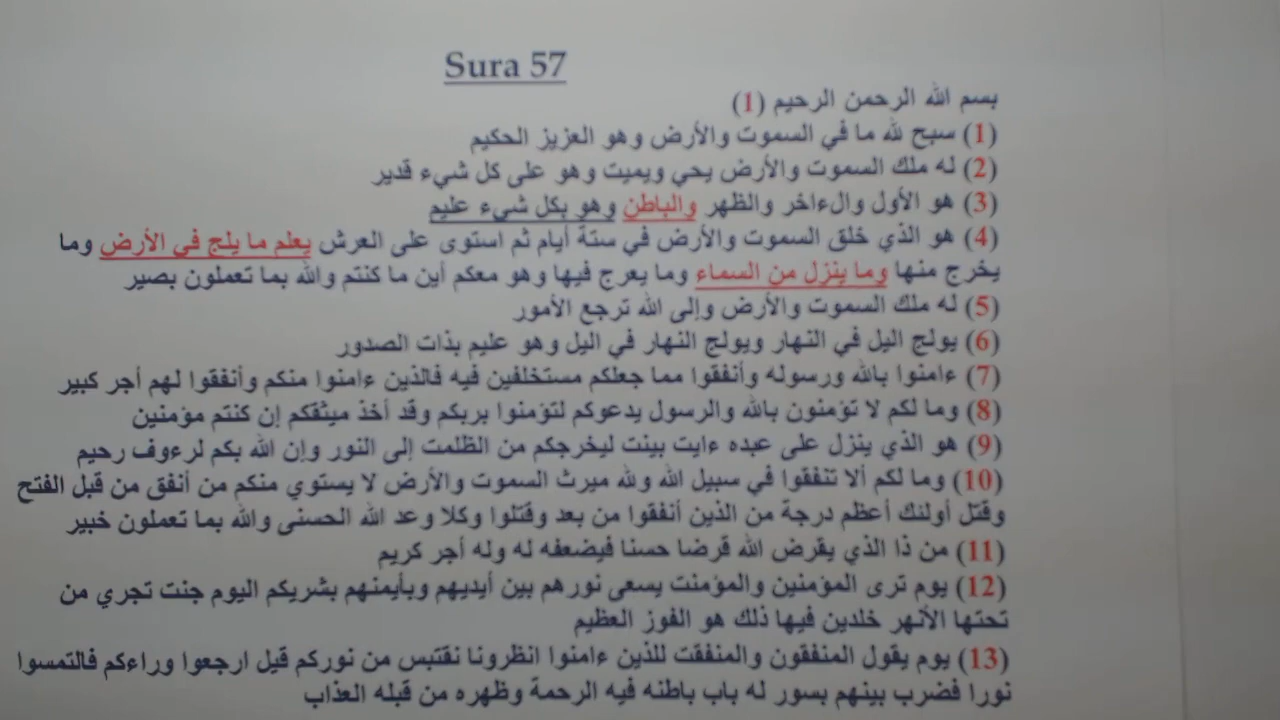 Sura 57
بسم الله الرحمن الرحيم (1)
(1) سبح لله ما في السموت والأرض وهو العزيز الحكيم
(2) له ملك السموت والأرض يحي ويميت وهو على كل شيء قدير
(3) هو الأول والءاخر والظهر والباطن وهو بكل شيء عليم
(4) هو الذي خلق السموت والأرض في ستة أيام ثم استوى على العرش يعلم ما يلج في الأرض وما
يخرج منها وما ينزل من السماء وما يعرج فيها وهو معكم أين ما كنتم والله بما تعملون بصير
(5) له ملك السموت والأرض وإلى الله ترجع الأمور
(6) يولج اليل في النهار ويولج النهار في اليل وهو عليم بذات الصدور
(7) ءامنوا بالله ورسوله وأنفقوا مما جعلكم مستخلفين فيه فالذين ءامنوا منكم وأنفقوا لهم أجر كبير
(8) وما لكم لا تؤمنون بالله والرسول يدعوكم لتؤمنوا بربكم وقد أخذ ميثقكم إن كنتم مؤمنين
(9) هو الذي ينزل على عبده ءايت بينت ليخرجكم من الظلمت إلى النور وإن الله بكم لرءوف رحيم
(10) وما لكم ألا تنفقوا في سبيل الله ولله ميرث السموت والأرض لا يستوي منكم من أنفق من قبل الفتح
وقتل أولئك أعظم درجة من الذين أنفقوا من بعد وقتلوا وكلا وعد الله الحسنى والله بما تعملون خبير
(11) من ذا الذي يقرض الله قرضا حسنا فيضعفه له وله أجر كريم
(12) يوم ترى المؤمنين والمؤمنت يسعى نورهم بين أيديهم وبأيمنهم بشريكم اليوم جنت تجري من
تحتها الأنهر خلدين فيها ذلك هو الفوز العظيم
(13) يوم يقول المنفقون والمنفقت للذين ءامنوا انظرونا نقتبس من نوركم قيل ارجعوا وراءكم فالتمسوا
نورا فضرب بينهم بسور له باب باطنه فيه الرحمة وظهره من قبله العذاب